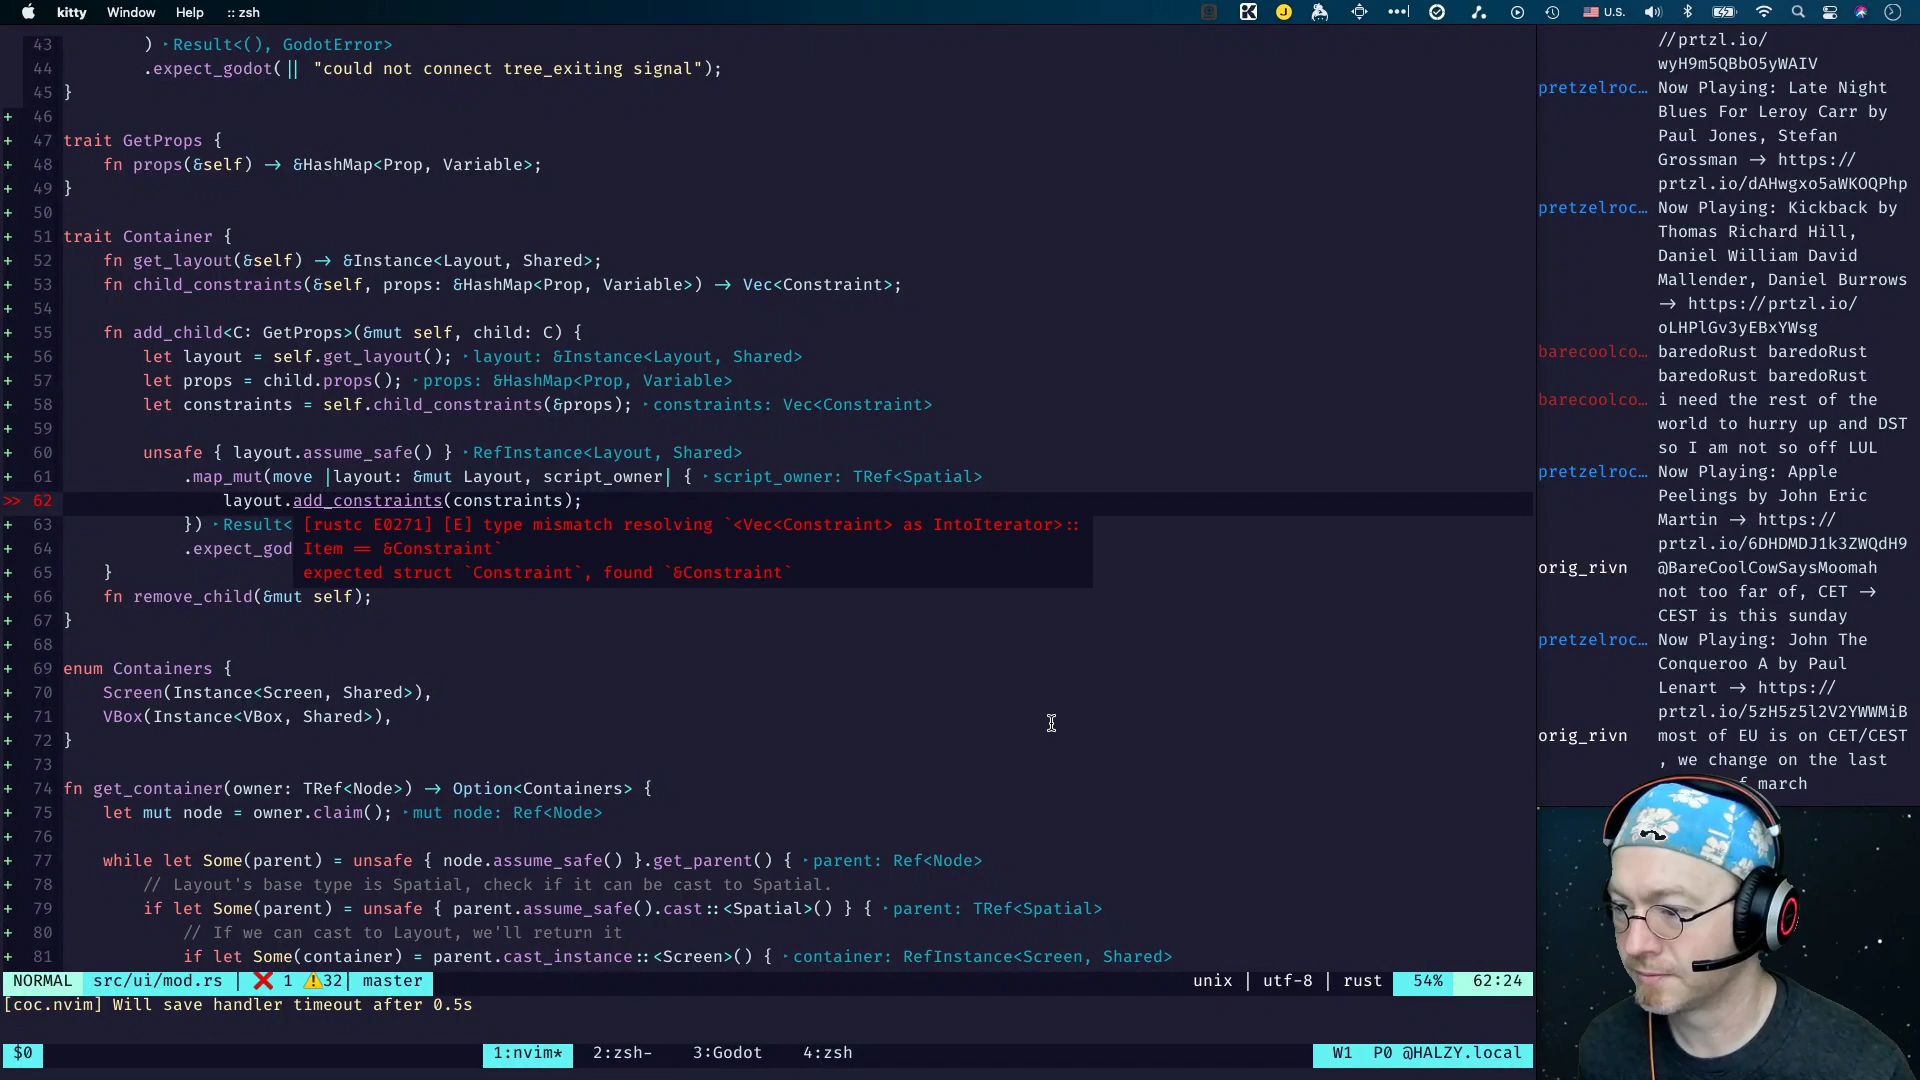 kitty Window Help :: zsh U.S.
43 ) ‣ Result<(), GodotError>
44 .expect_godot(|| "could not connect tree_exiting signal");
45 }
+ 46
+ 47 trait GetProps {
+ 48 fn props(&self) → &HashMap<Prop, Variable>;
+ 49 }
+ 50
+ 51 trait Container {
+ 52 fn get_layout(&self) → &Instance<Layout, Shared>;
+ 53 fn child_constraints(&self, props: &HashMap<Prop, Variable>) → Vec<Constraint>;
+ 54
+ 55 fn add_child<C: GetProps>(&mut self, child: C) {
+ 56 let layout = self.get_layout(); ‣ layout: &Instance<Layout, Shared>
+ 57 let props = child.props(); ‣ props: &HashMap<Prop, Variable>
+ 58 let constraints = self.child_constraints(&props); ‣ constraints: Vec<Constraint>
+ 59
+ 60 unsafe { layout.assume_safe() } ‣ RefInstance<Layout, Shared>
+ 61 .map_mut(move |layout: &mut Layout, script_owner| { ‣ script_owner: TRef<Spatial>
>> 62 layout.add_constraints(constraints);
+ 63 }) ‣ Result< [rustc E0271] [E] type mismatch resolving `<Vec<Constraint> as IntoIterator>::
+ 64 .expect_god Item == &Constraint`
+ 65 } expected struct `Constraint`, found `&Constraint`
+ 66 fn remove_child(&mut self);
+ 67 }
+ 68
+ 69 enum Containers {
+ 70 Screen(Instance<Screen, Shared>),
+ 71 VBox(Instance<VBox, Shared>),
+ 72 }
+ 73
+ 74 fn get_container(owner: TRef<Node>) → Option<Containers> {
+ 75 let mut node = owner.claim(); ‣ mut node: Ref<Node>
+ 76
+ 77 while let Some(parent) = unsafe { node.assume_safe() }.get_parent() { ‣ parent: Ref<Node>
+ 78 // Layout's base type is Spatial, check if it can be cast to Spatial.
+ 79 if let Some(parent) = unsafe { parent.assume_safe().cast::<Spatial>() } { ‣ parent: TRef<Spatial>
+ 80 // If we can cast to Layout, we'll return it
+ 81 if let Some(container) = parent.cast_instance::<Screen>() { ‣ container: RefInstance<Screen, Shared>
NORMAL src/ui/mod.rs | ❌ 1 ⚠32| master unix | utf-8 | rust 54% 62:24
[coc.nvim] Will save handler timeout after 0.5s
$0 1:nvim* 2:zsh- 3:Godot 4:zsh W1 P0 @HALZY.local
//prtzl.io/
wyH9m5QBbO5yWAIV
pretzelroc… Now Playing: Late Night
Blues For Leroy Carr by
Paul Jones, Stefan
Grossman → https://
prtzl.io/dAHwgxo5aWKOQPhp
pretzelroc… Now Playing: Kickback by
Thomas Richard Hill,
Daniel William David
Mallender, Daniel Burrows
→ https://prtzl.io/
oLHPlGv3yEBxYWsg
barecoolco… baredoRust baredoRust
baredoRust baredoRust
barecoolco… i need the rest of the
world to hurry up and DST
so I am not so off LUL
pretzelroc… Now Playing: Apple
Peelings by John Eric
Martin → https://
prtzl.io/6DHDMDJ1k3ZWQdH9
orig_rivn @BareCoolCowSaysMoomah
not too far of, CET →
CEST is this sunday
pretzelroc… Now Playing: John The
Conqueroo A by Paul
Lenart → https://
prtzl.io/5zH5z5l2V2YWWMiB
orig_rivn most of EU is on CET/CEST
, we change on the last
march